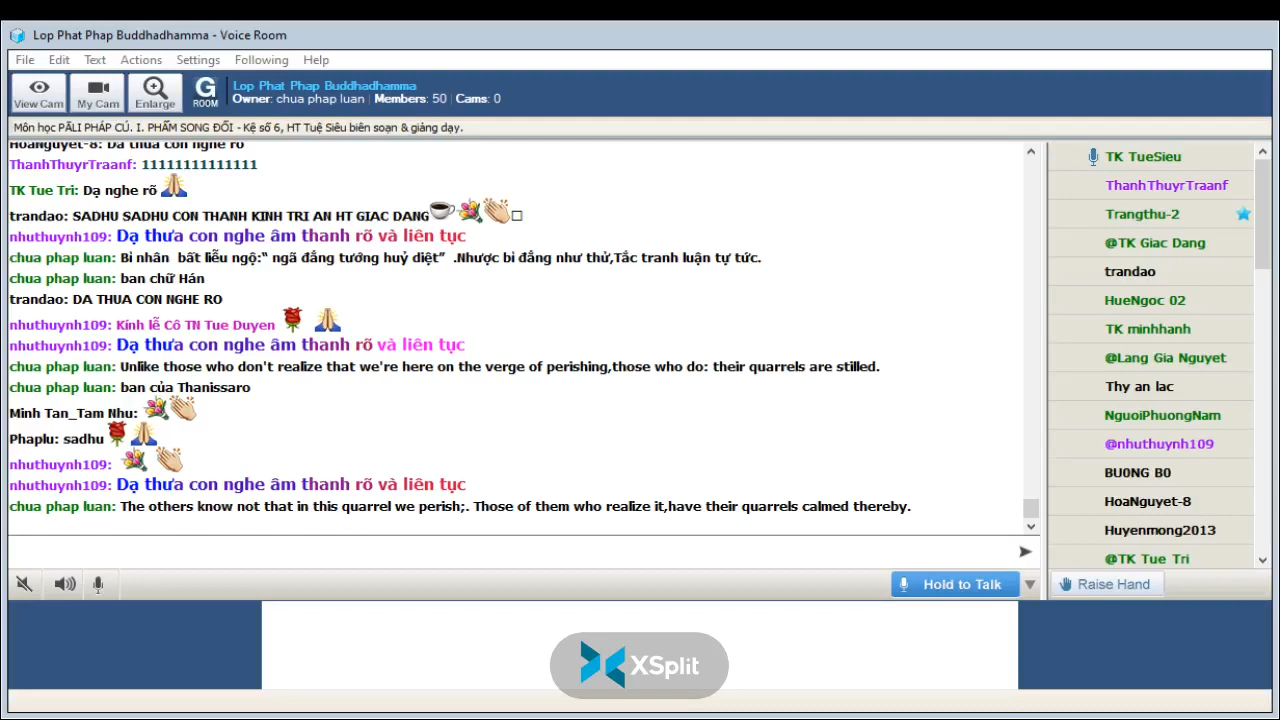 Lop Phat Phap Buddhadhamma - Voice Room
File Edit Text Actions Settings Following Help
View Cam My Cam Enlarge G ROOM
Lop Phat Phap Buddhadhamma
Owner: chua phap luan | Members: 50 | Cams: 0
Môn học PĀLI PHÁP CÚ. I. PHẨM SONG ĐỐI - Kệ số 6, HT Tuệ Siêu biên soạn & giảng dạy.
HoaNguyet-8: Da thua con nghe ro
ThanhThuyrTraanf: 11111111111111
TK Tue Tri: Dạ nghe rõ
trandao: SADHU SADHU CON THANH KINH TRI AN HT GIAC DANG
nhuthuynh109: Dạ thưa con nghe âm thanh rõ và liên tục
chua pháp luan: Bỉ nhân bất liễu ngộ:“ ngã đẳng tướng huỷ diệt” .Nhược bỉ đẳng như thử,Tắc tranh luận tự tức.
chua phap luan: ban chữ Hán
trandao: DA THUA CON NGHE RO
nhuthuynh109: Kính lễ Cô TN Tue Duyen
nhuthuynh109: Dạ thưa con nghe âm thanh rõ và liên tục
chua phap luan: Unlike those who don't realize that we're here on the verge of perishing,those who do: their quarrels are stilled.
chua phap luan: ban của Thanissaro
Minh Tan_Tam Nhu:
Phaplu: sadhu
nhuthuynh109:
nhuthuynh109: Dạ thưa con nghe âm thanh rõ và liên tục
chua phap luan: The others know not that in this quarrel we perish;. Those of them who realize it,have their quarrels calmed thereby.
TK TueSieu
ThanhThuyrTraanf
Trangthu-2
@TK Giac Dang
trandao
HueNgoc 02
TK minhhanh
@Lang Gia Nguyet
Thy an lac
NguoiPhuongNam
@nhuthuynh109
BU0NG B0
HoaNguyet-8
Huyenmong2013
@TK Tue Tri
Hold to Talk
Raise Hand
XSplit